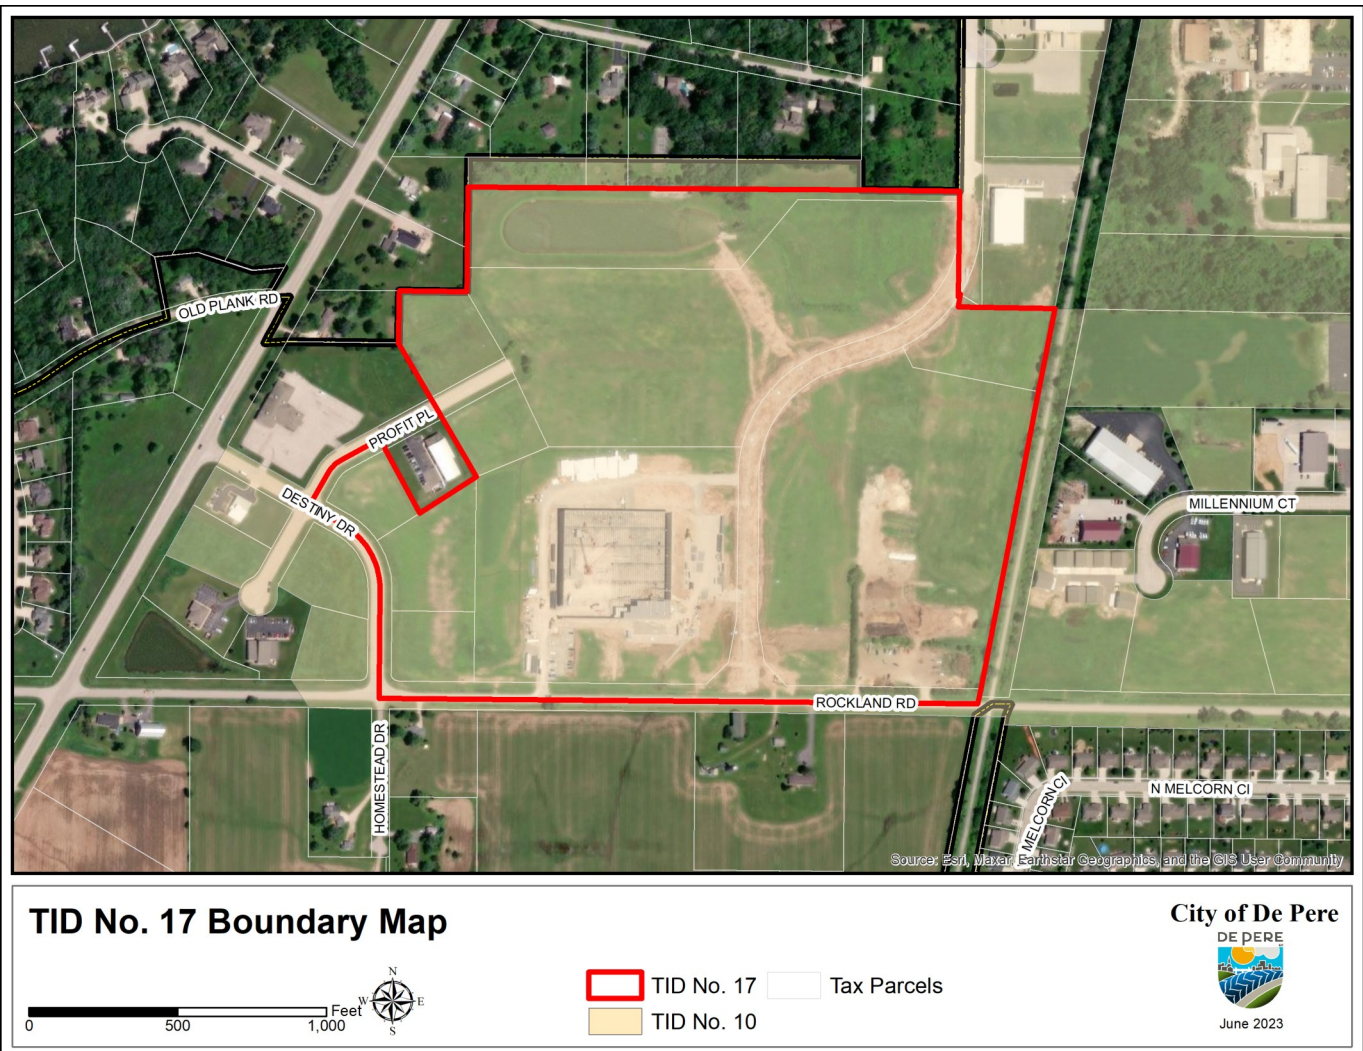 OLD PLANK RD
PROFIT PL
DESTINY DR
MILLENNIUM CT
ROCKLAND RD
HOMESTEAD DR
N MELCORN CI
MELCORN CI
Source: Esri, Maxar, Earthstar Geographics, and the GIS User Community
TID No. 17 Boundary Map
City of De Pere
DE PERE
N
W E
S
Feet
0 500 1,000
TID No. 17 Tax Parcels
TID No. 10
June 2023